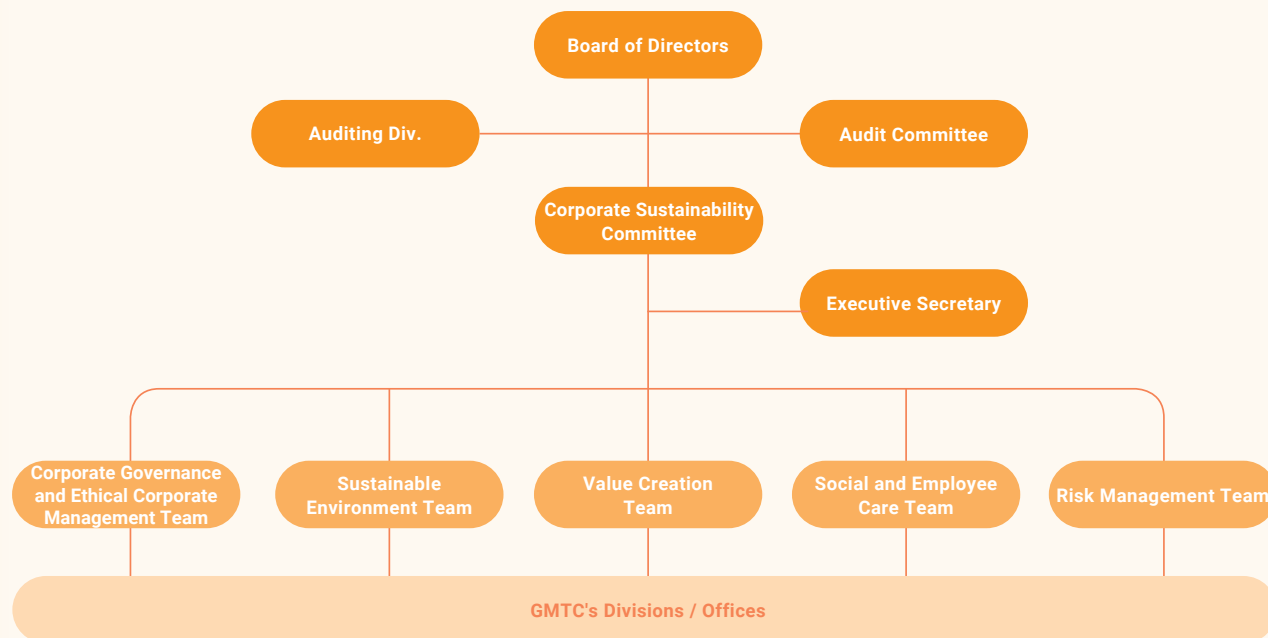 Board of Directors
Auditing Div.
Audit Committee
Corporate Sustainability
Committee
Executive Secretary
Corporate Governance
and Ethical Corporate
Management Team
Sustainable
Environment Team
Value Creation
Team
Social and Employee
Care Team
Risk Management Team
GMTC's Divisions / Offices